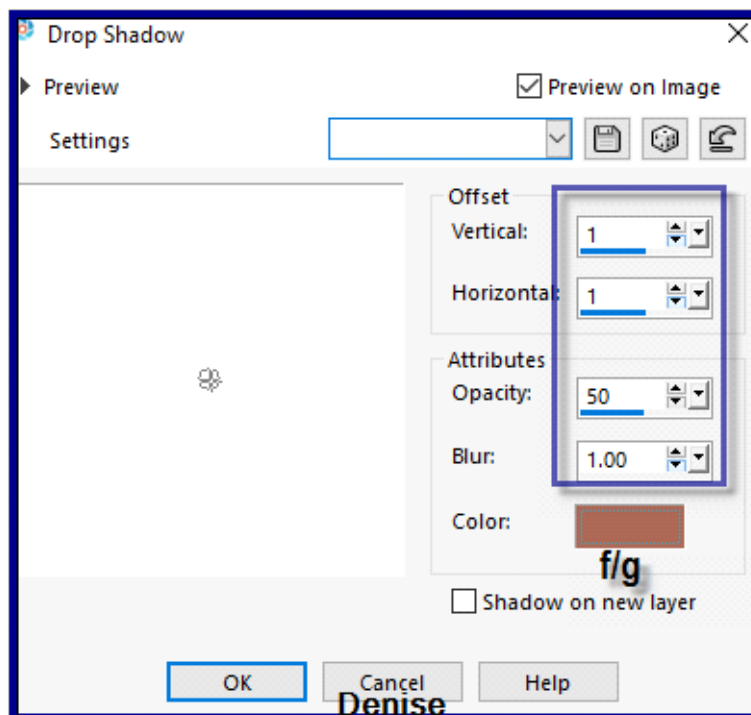 Drop Shadow
Preview
Preview on Image
Settings
Offset
Vertical: 1
Horizontal: 1
Attributes
Opacity: 50
Blur: 1.00
Color:
f/g
Shadow on new layer
OK Cancel Help
Denise